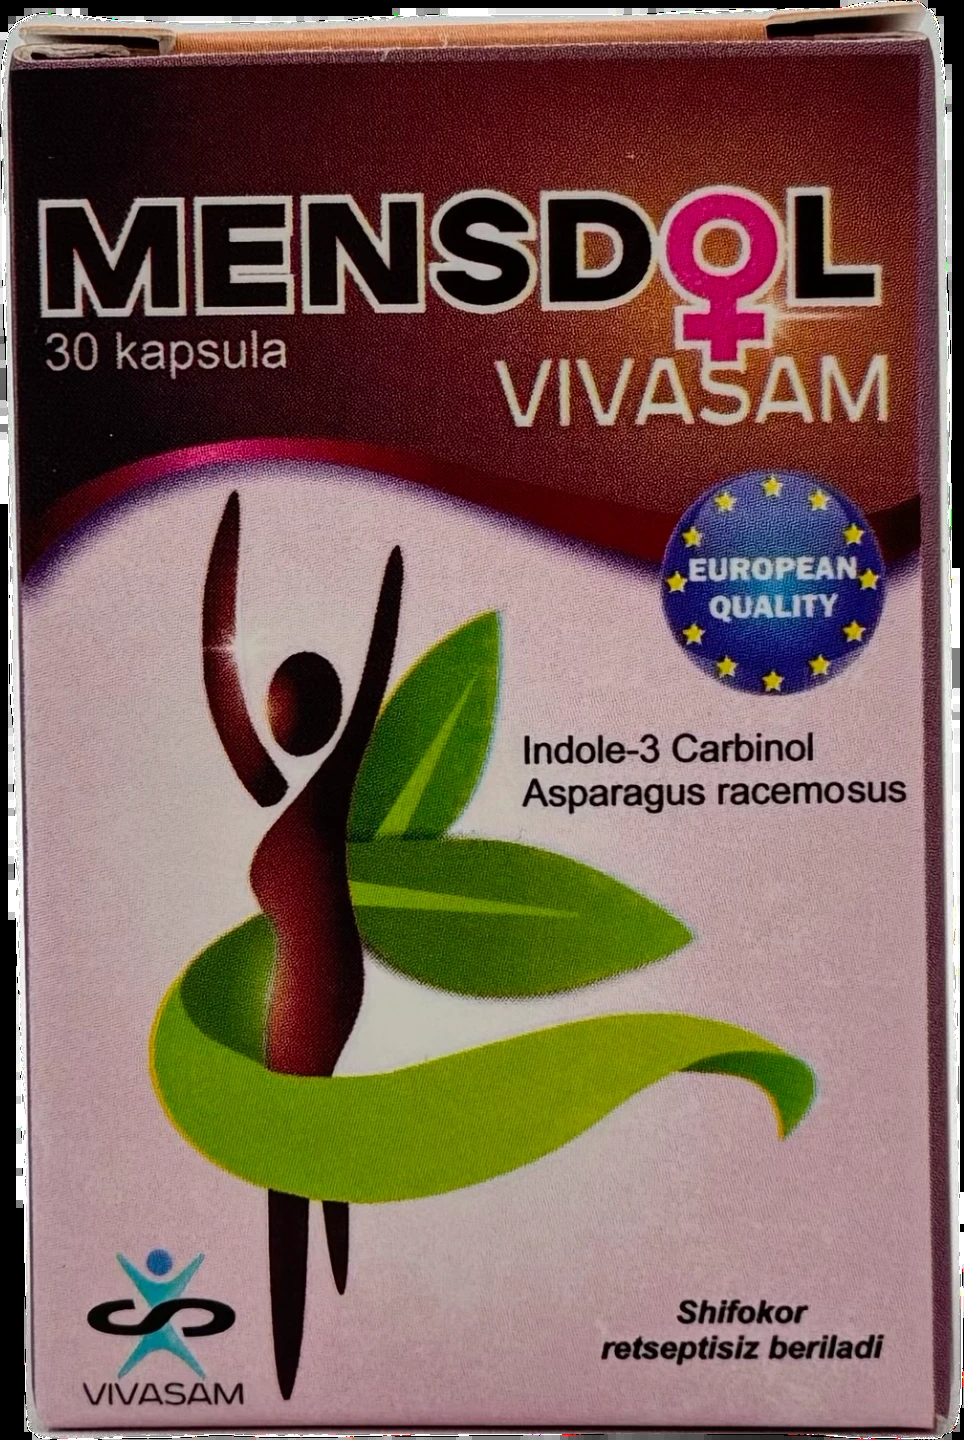 MENSDOL
30 kapsula
VIVASAM
EUROPEAN
QUALITY
Indole-3 Carbinol
Asparagus racemosus
Shifokor
retseptisiz beriladi
VIVASAM